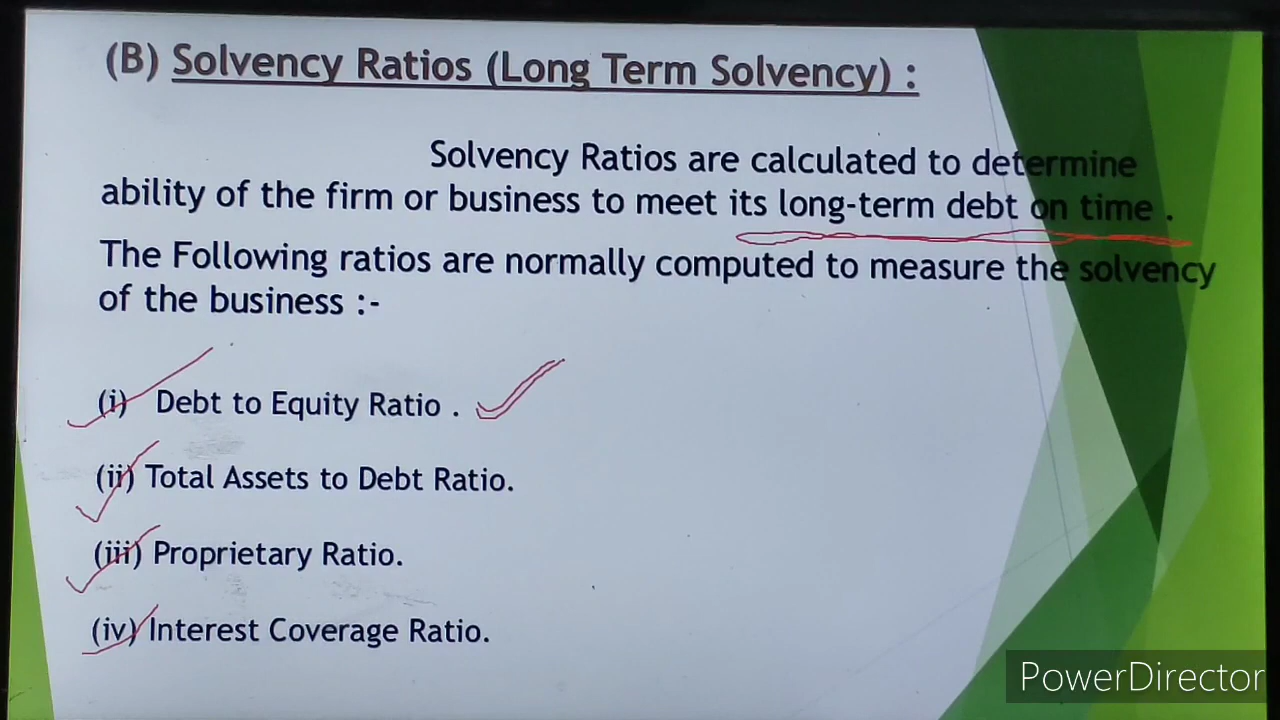 (B) Solvency Ratios (Long Term Solvency) :
Solvency Ratios are calculated to determine
ability of the firm or business to meet its long-term debt on time .
The Following ratios are normally computed to measure the solvency
of the business :-
(i) Debt to Equity Ratio .
(ii) Total Assets to Debt Ratio.
(iii) Proprietary Ratio.
(iv) Interest Coverage Ratio.
PowerDirector